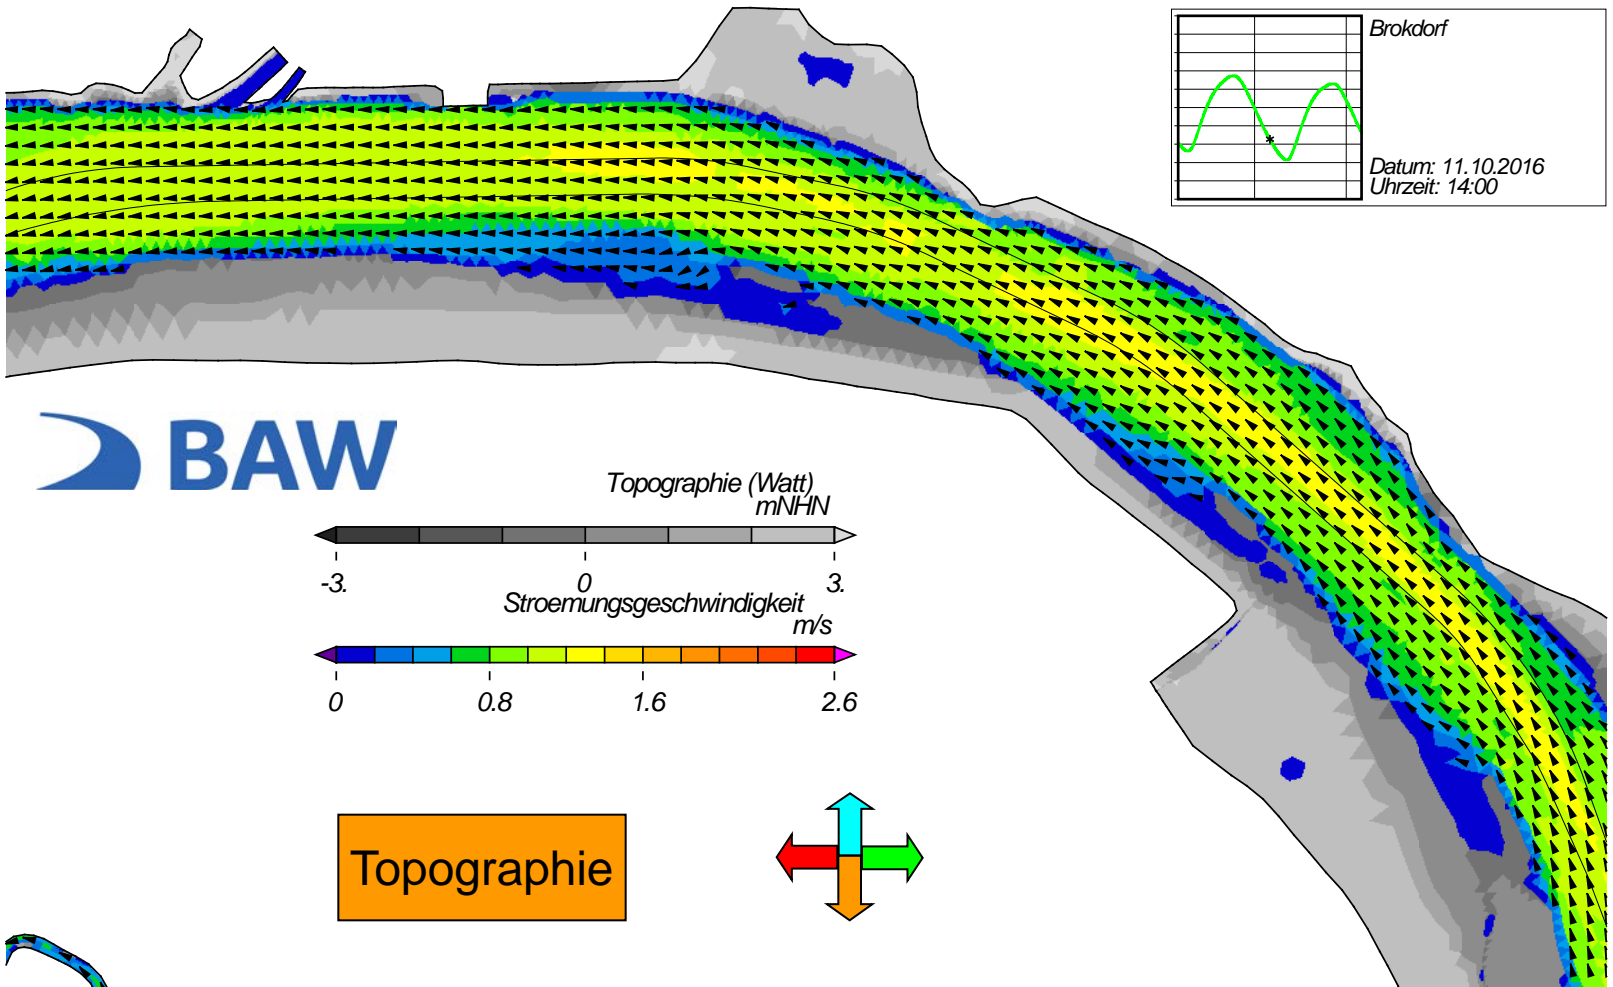 Brokdorf
Datum: 11.10.2016
Uhrzeit: 14:00
BAW
Topographie (Watt)
mNHN
-3. 0 3.
Stroemungsgeschwindigkeit
m/s
0 0.8 1.6 2.6
Topographie